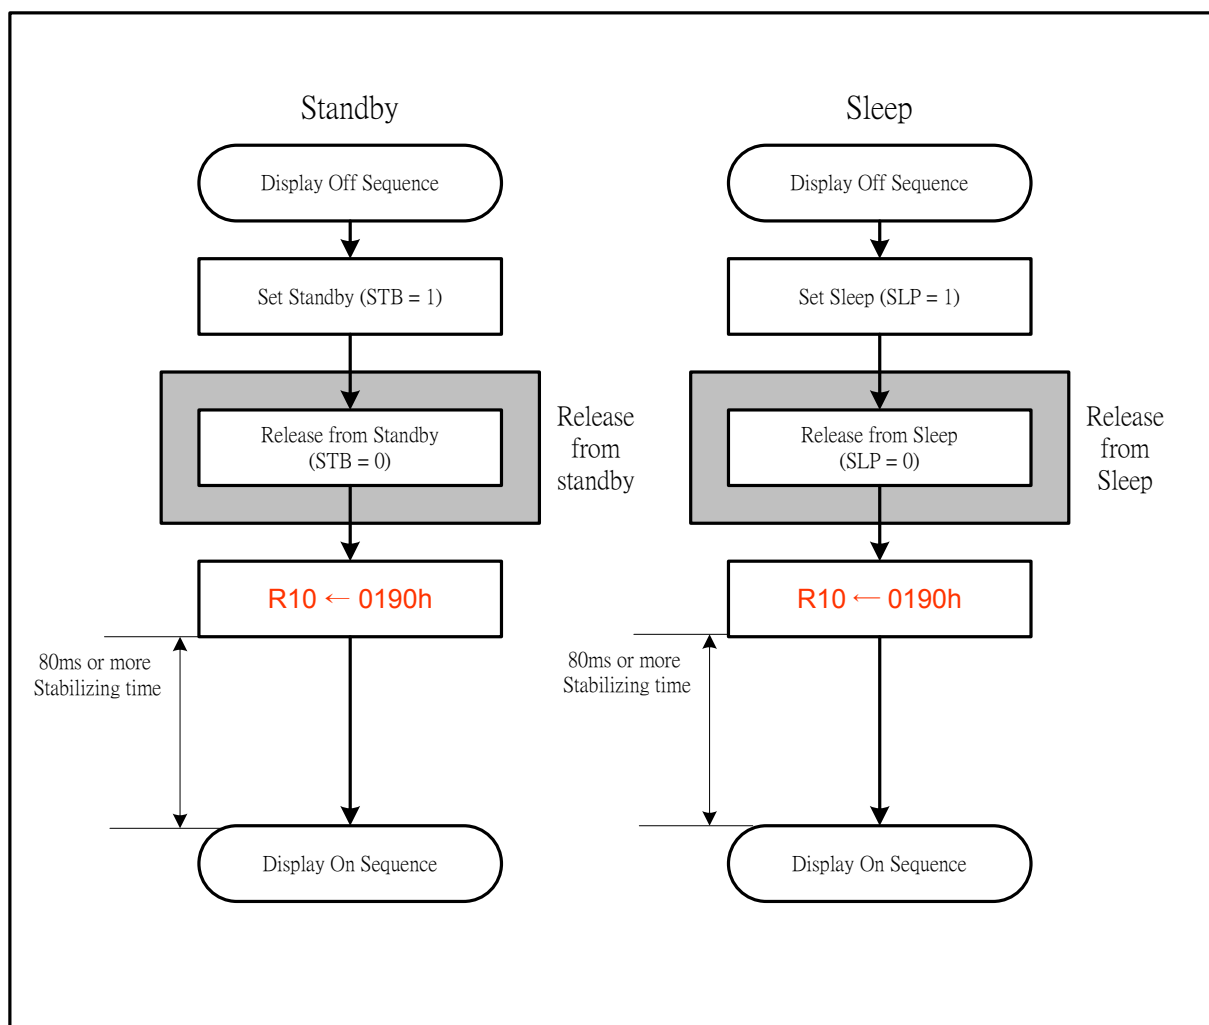 Standby
Display Off Sequence
Set Standby (STB = 1)
Release from Standby
(STB = 0)
Release
from
standby
R10 ← 0190h
80ms or more
Stabilizing time
Display On Sequence
Sleep
Display Off Sequence
Set Sleep (SLP = 1)
Release from Sleep
(SLP = 0)
Release
from
Sleep
R10 ← 0190h
80ms or more
Stabilizing time
Display On Sequence